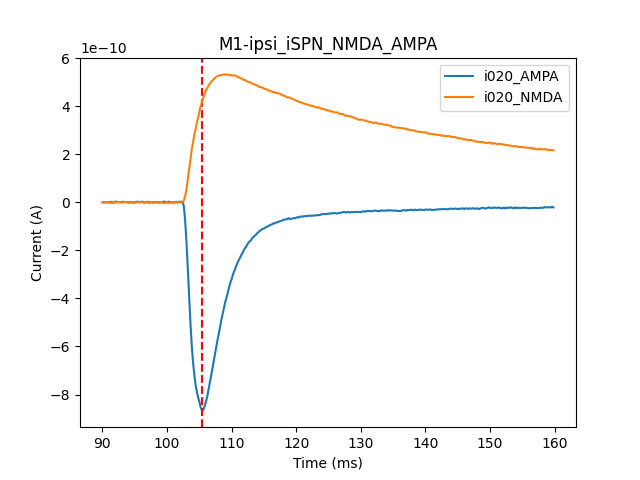 M1-ipsi_iSPN_NMDA_AMPA
1e−10
i020_AMPA
i020_NMDA
6
4
2
0
−2
−4
−6
−8
Current (A)
90 100 110 120 130 140 150 160
Time (ms)